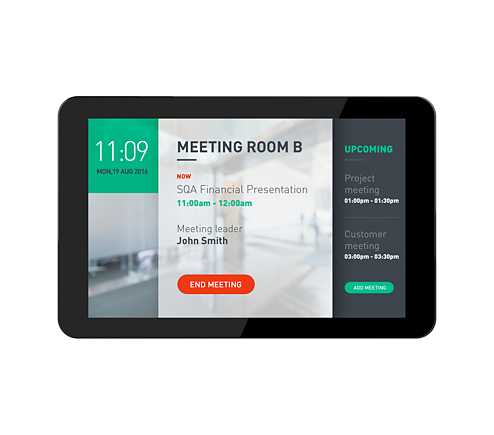 11:09
MON,19 AUG 2016
MEETING ROOM B
NOW
SQA Financial Presentation
11:00am - 12:00am
Meeting leader
John Smith
END MEETING
UPCOMING
Project
meeting
01:00pm - 01:30pm
Customer
meeting
03:00pm - 03:30pm
ADD MEETING